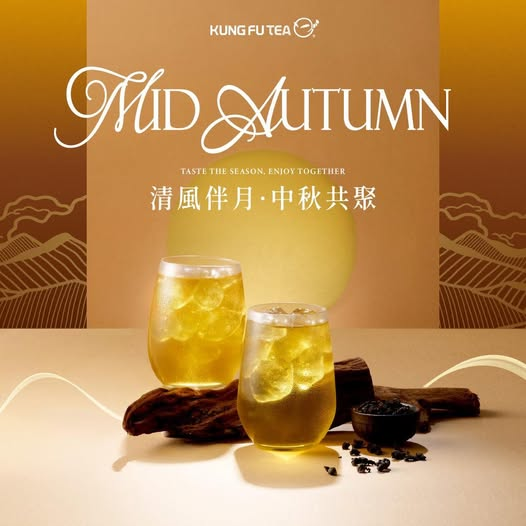 KUNG FU TEA
MID AUTUMN
TASTE THE SEASON, ENJOY TOGETHER
清風伴月·中秋共聚